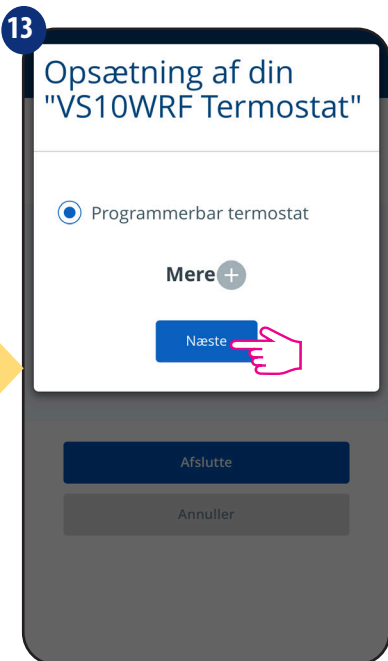 13
Opsætning af din
"VS10WRF Termostat"
Programmerbar termostat
Mere +
Næste
Afslutte
Annuller